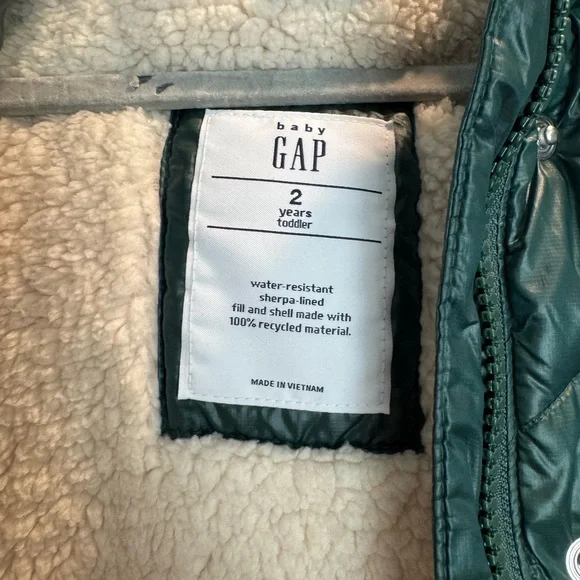 baby
GAP
2
years
toddler
water-resistant
sherpa-lined
fill and shell made with
100% recycled material.
MADE IN VIETNAM